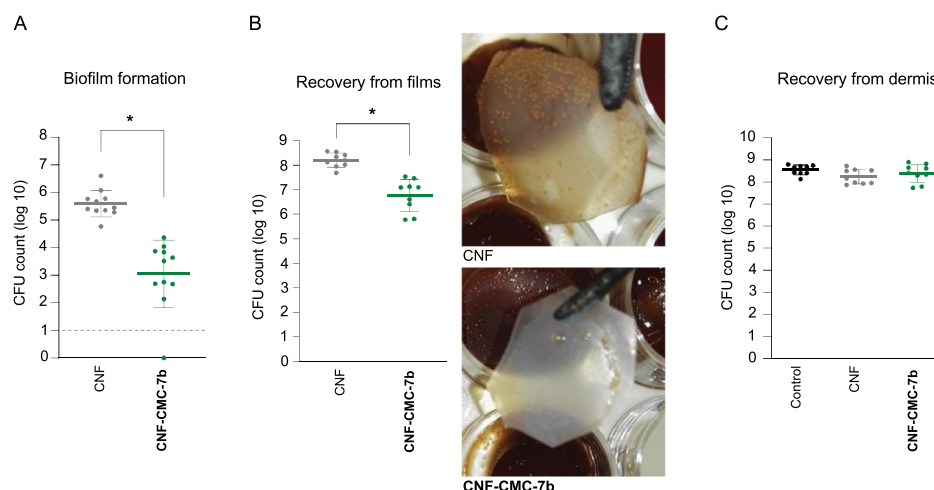 A
Biofilm formation
*
CFU count (log 10)
8
7
6
5
4
3
2
1
0
CNF
CNF-CMC-7b
B
Recovery from films
*
CFU count (log 10)
9
8
7
6
5
4
3
2
1
0
CNF
CNF-CMC-7b
CNF
CNF-CMC-7b
C
Recovery from dermis
CFU count (log 10)
10
9
8
7
6
5
4
3
2
1
0
Control
CNF
CNF-CMC-7b